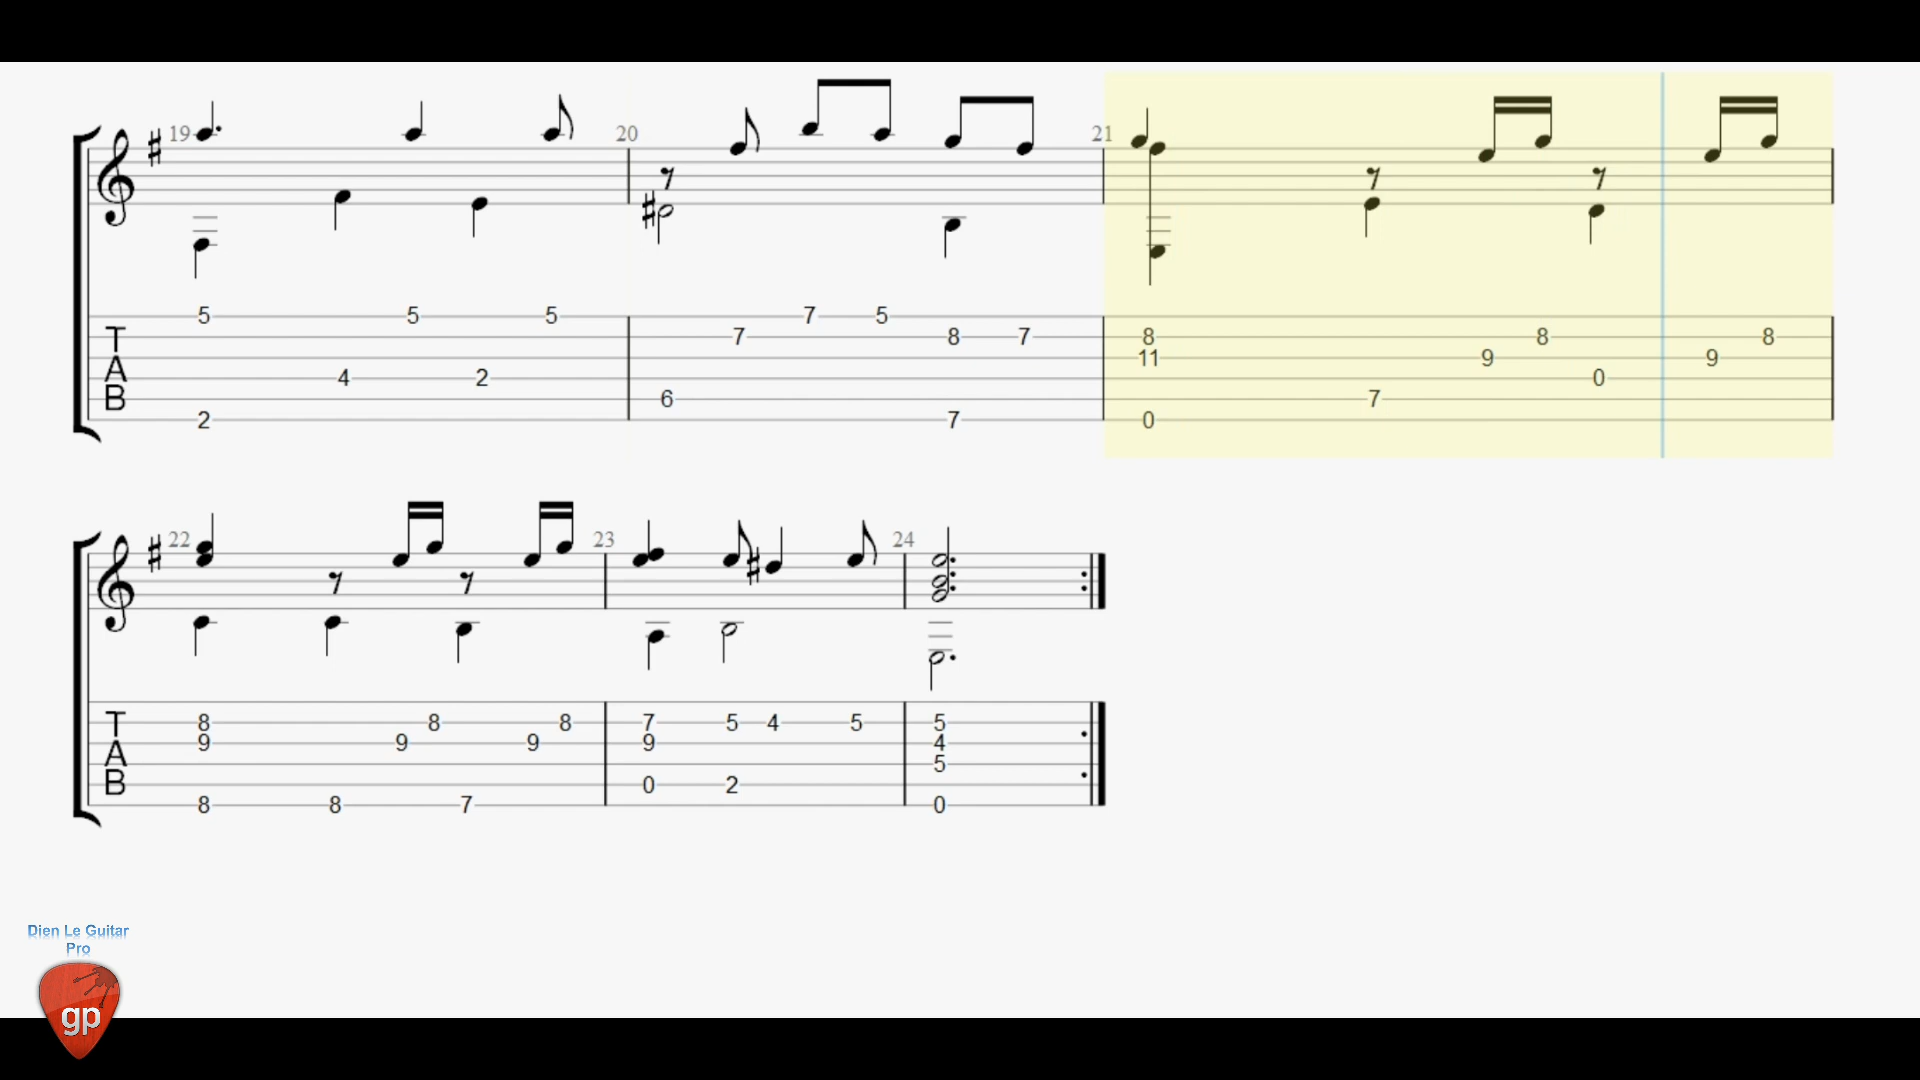 19 20 21
5 5 5 7 5
T 7 8 7 8 8 8
A 11 9 9
4 2 0
B 6 7
2 7 0
22 23 24
T 8 8 8 7 5 4 5 5
9 9 9 9 4
A 5
B 0 2
8 8 7 0
Dien Le Guitar
Pro
gp